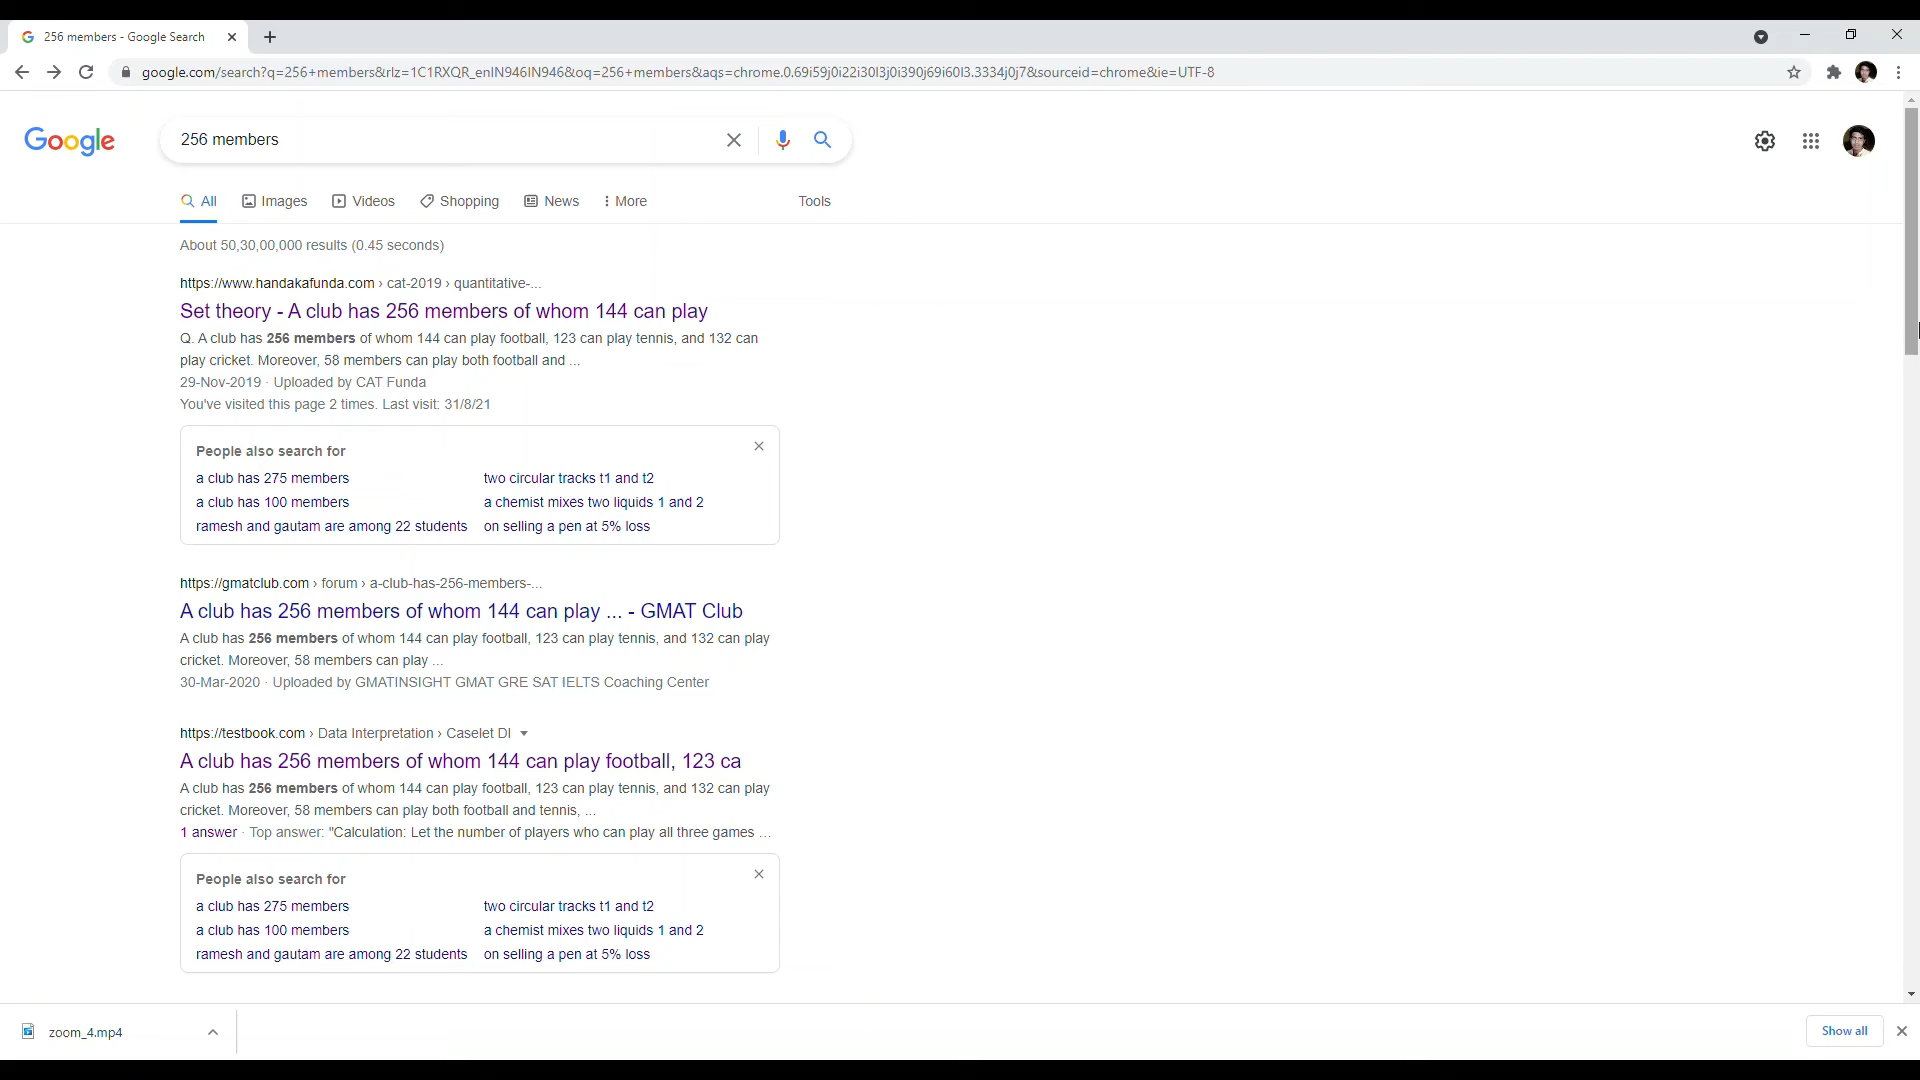 256 members - Google Search
google.com/search?q=256+members&rlz=1C1RXQR_enIN946IN946&oq=256+members&aqs=chrome.0.69i59j0i22i30l3j0i390j69i60l3.3334j0j7&sourceid=chrome&ie=UTF-8
Google
256 members
All Images Videos Shopping News More Tools
About 50,30,00,000 results (0.45 seconds)
https://www.handakafunda.com › cat-2019 › quantitative-...
Set theory - A club has 256 members of whom 144 can play
Q. A club has 256 members of whom 144 can play football, 123 can play tennis, and 132 can
play cricket. Moreover, 58 members can play both football and ...
29-Nov-2019 · Uploaded by CAT Funda
You've visited this page 2 times. Last visit: 31/8/21
People also search for
a club has 275 members two circular tracks t1 and t2
a club has 100 members a chemist mixes two liquids 1 and 2
ramesh and gautam are among 22 students on selling a pen at 5% loss
https://gmatclub.com › forum › a-club-has-256-members-...
A club has 256 members of whom 144 can play ... - GMAT Club
A club has 256 members of whom 144 can play football, 123 can play tennis, and 132 can play
cricket. Moreover, 58 members can play ...
30-Mar-2020 · Uploaded by GMATINSIGHT GMAT GRE SAT IELTS Coaching Center
https://testbook.com › Data Interpretation › Caselet DI
A club has 256 members of whom 144 can play football, 123 ca
A club has 256 members of whom 144 can play football, 123 can play tennis, and 132 can play
cricket. Moreover, 58 members can play both football and tennis, ...
1 answer · Top answer: "Calculation: Let the number of players who can play all three games ...
People also search for
a club has 275 members two circular tracks t1 and t2
a club has 100 members a chemist mixes two liquids 1 and 2
ramesh and gautam are among 22 students on selling a pen at 5% loss
zoom_4.mp4
Show all